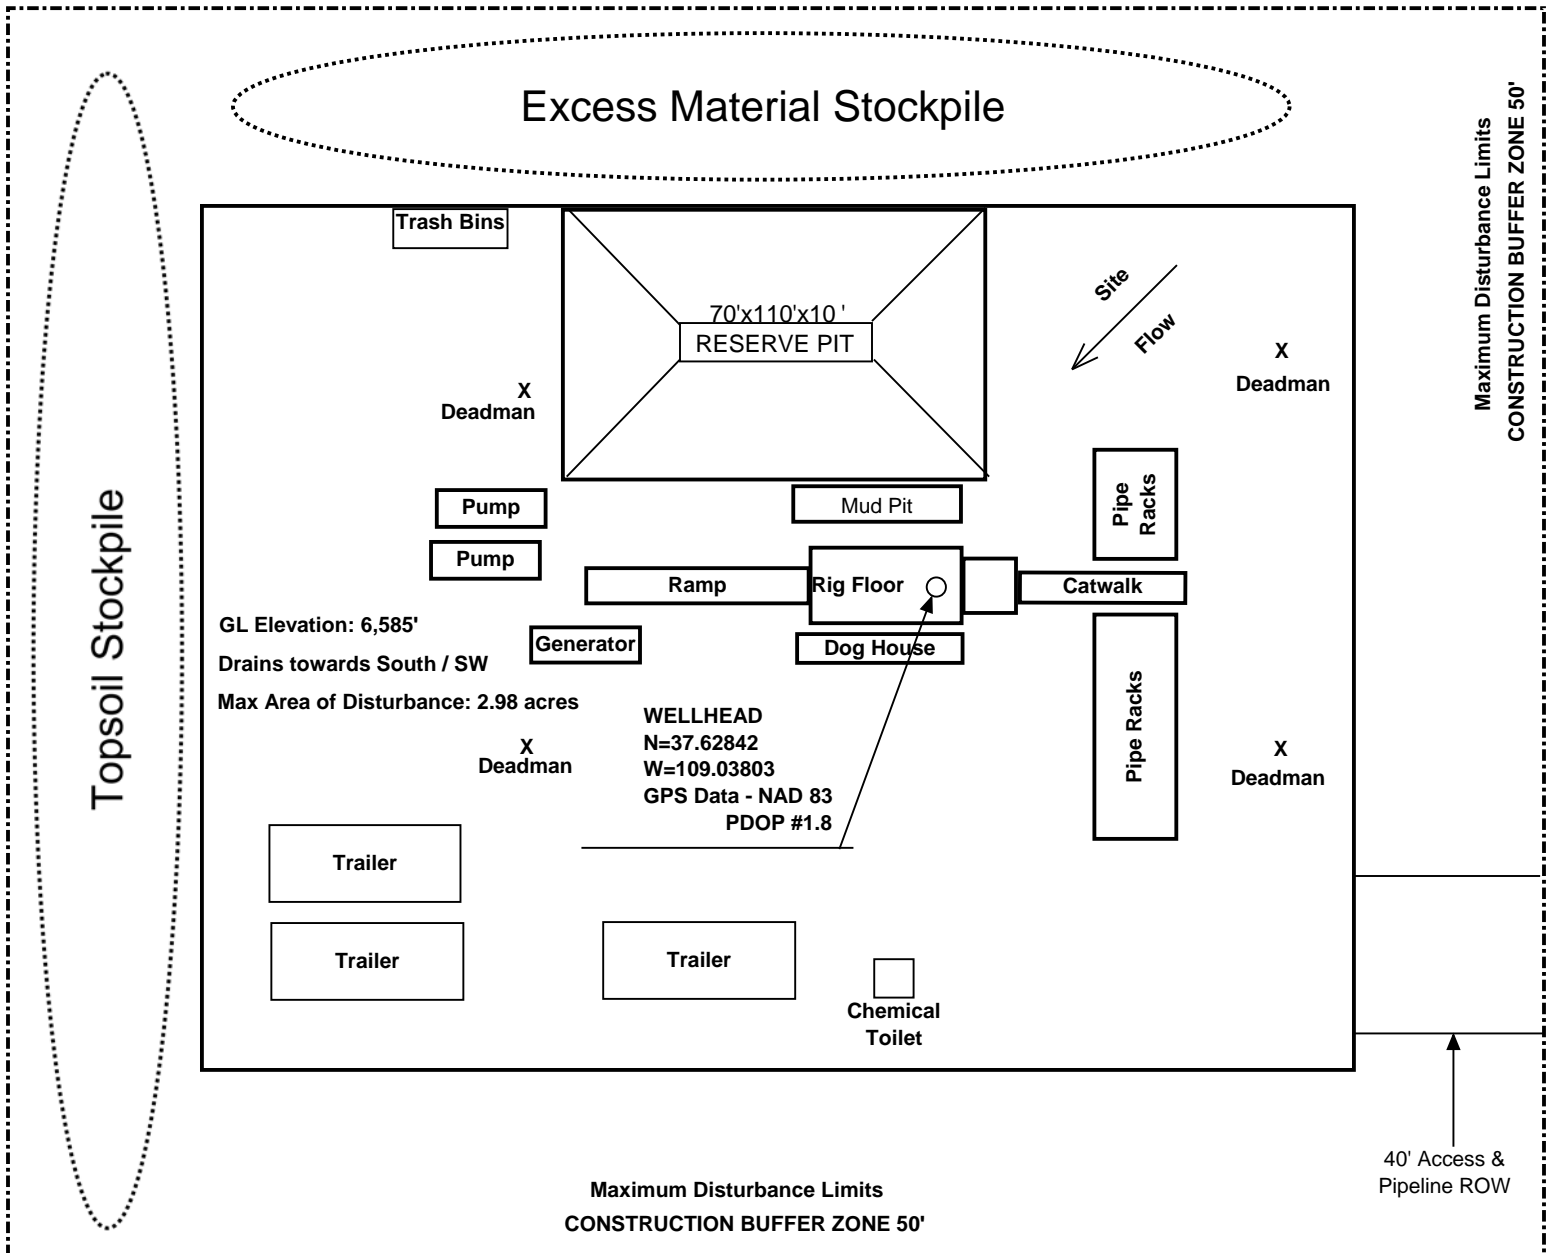 Excess Material Stockpile
Maximum Disturbance Limits
CONSTRUCTION BUFFER ZONE 50'
Topsoil Stockpile
Trash Bins
70'x110'x10 '
RESERVE PIT
Site
Flow
X
Deadman
X
Deadman
Pump
Mud Pit
Pipe
Racks
Pump
Ramp
Rig Floor
Catwalk
GL Elevation: 6,585'
Generator
Dog House
Drains towards South / SW
Max Area of Disturbance: 2.98 acres
Pipe Racks
WELLHEAD
N=37.62842
W=109.03803
GPS Data - NAD 83
PDOP #1.8
X
Deadman
X
Deadman
Trailer
Trailer
Trailer
Chemical
Toilet
40' Access &
Pipeline ROW
Maximum Disturbance Limits
CONSTRUCTION BUFFER ZONE 50'